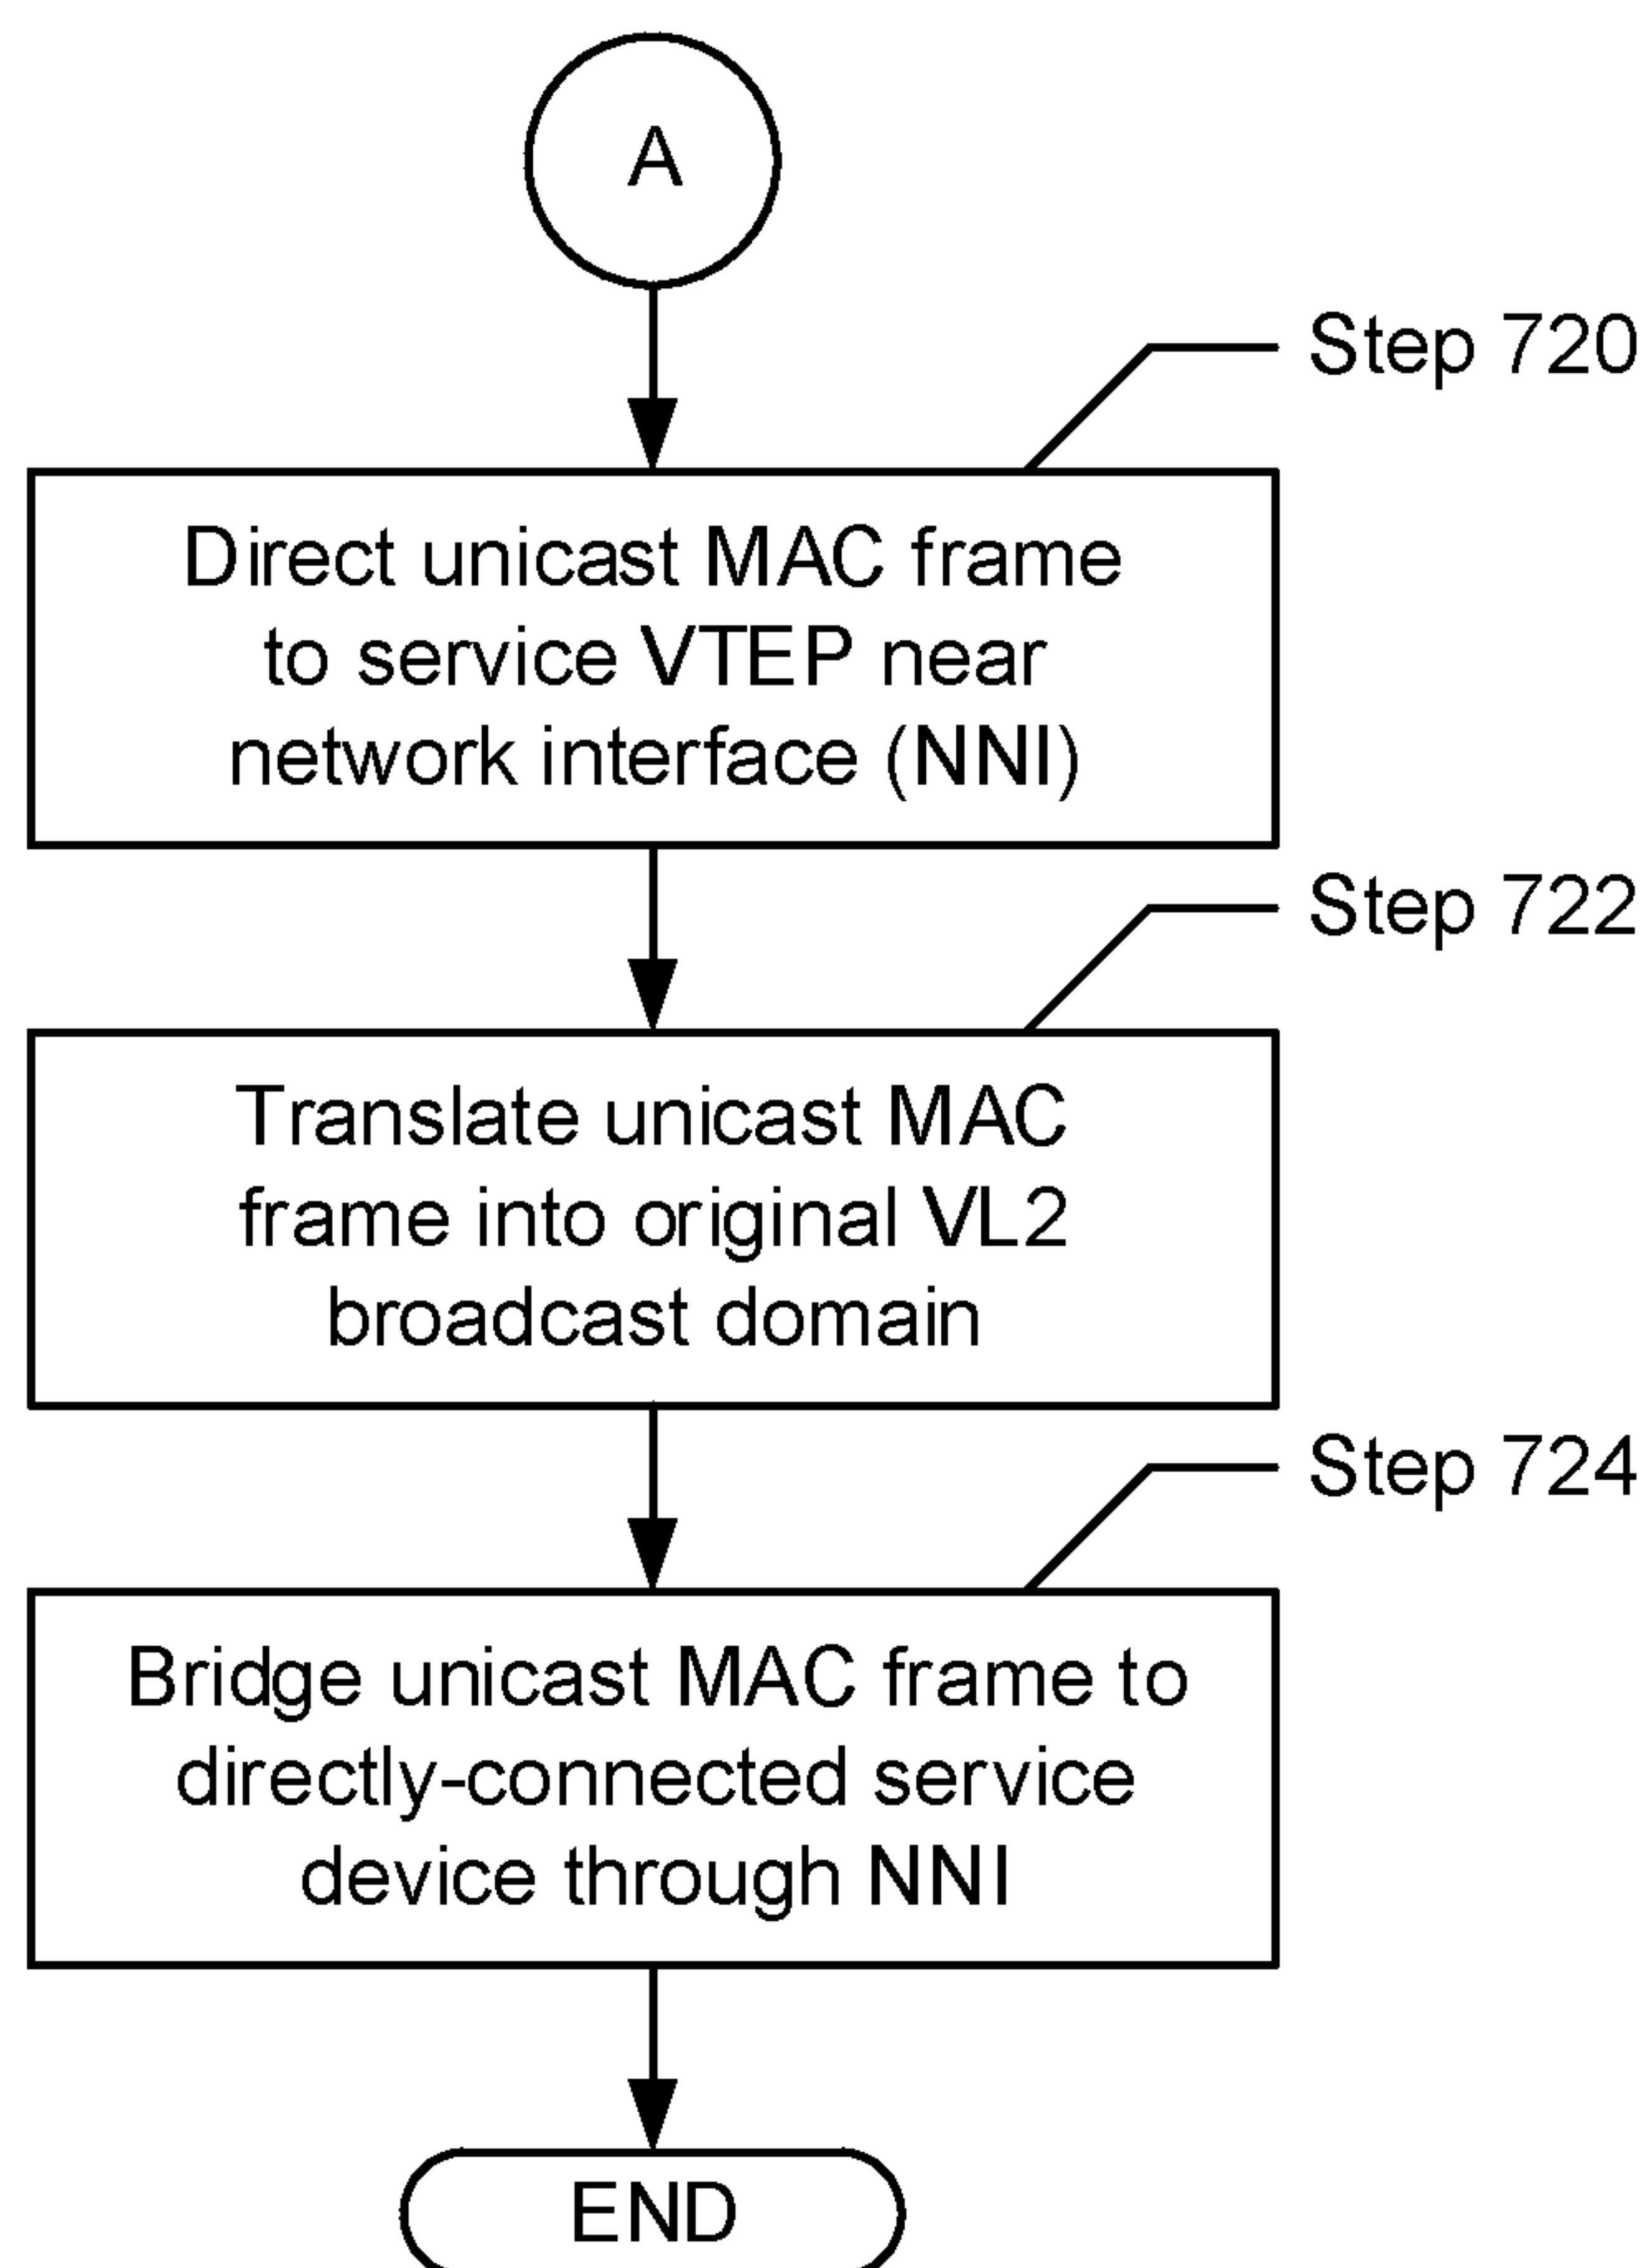 A
Step 720
Direct unicast MAC frame
to service VTEP near
network interface (NNI)
Step 722
Translate unicast MAC
frame into original VL2
broadcast domain
Step 724
Bridge unicast MAC frame to
directly-connected service
device through NNI
END